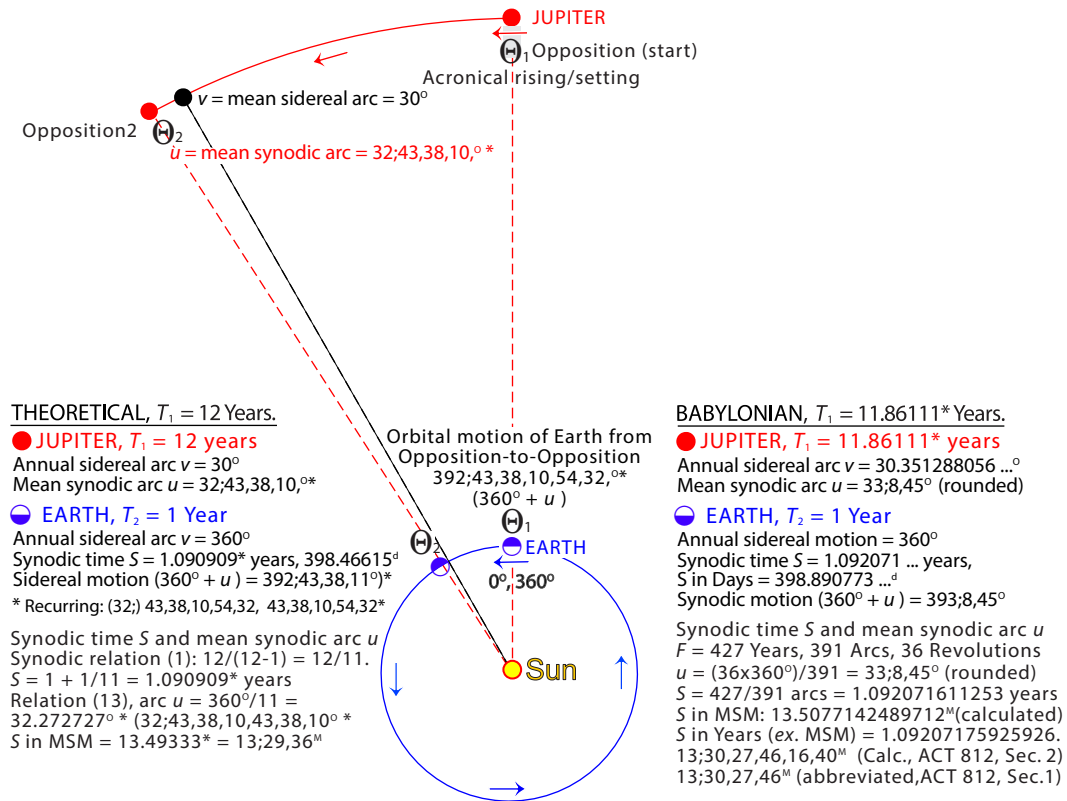 JUPITER
Θ₁ Opposition (start)
Acronical rising/setting
v = mean sidereal arc = 30°
Opposition2
Θ₂
u = mean synodic arc = 32;43,38,10,° *
THEORETICAL, T₁ = 12 Years.
JUPITER, T₁ = 12 years
Annual sidereal arc v = 30°
Mean synodic arc u = 32;43,38,10,°*
EARTH, T₂ = 1 Year
Annual sidereal arc v = 360°
Synodic time S = 1.090909* years, 398.46615ᵈ
Sidereal motion (360° + u ) = 392;43,38,11°)*
* Recurring: (32;) 43,38,10,54,32, 43,38,10,54,32*
Synodic time S and mean synodic arc u
Synodic relation (1): 12/(12-1) = 12/11.
S = 1 + 1/11 = 1.090909* years
Relation (13), arc u = 360°/11 =
32.272727° * (32;43,38,10,43,38,10° *
S in MSM = 13.49333* = 13;29,36ᴹ
Orbital motion of Earth from
Opposition-to-Opposition
392;43,38,10,54,32,°*
(360° + u )
Θ₁
Θ₂
EARTH
0°, 360°
Sun
BABYLONIAN, T₁ = 11.86111* Years.
JUPITER, T₁ = 11.86111* years
Annual sidereal arc v = 30.351288056 ...°
Mean synodic arc u = 33;8,45° (rounded)
EARTH, T₂ = 1 Year
Annual sidereal motion = 360°
Synodic time S = 1.092071 ... years,
S in Days = 398.890773 ...ᵈ
Synodic motion (360° + u ) = 393;8,45°
Synodic time S and mean synodic arc u
F = 427 Years, 391 Arcs, 36 Revolutions
u = (36x360°)/391 = 33;8,45° (rounded)
S = 427/391 arcs = 1.092071611253 years
S in MSM: 13.5077142489712ᴹ(calculated)
S in Years (ex. MSM) = 1.09207175925926.
13;30,27,46,16,40ᴹ (Calc., ACT 812, Sec. 2)
13;30,27,46ᴹ (abbreviated,ACT 812, Sec.1)